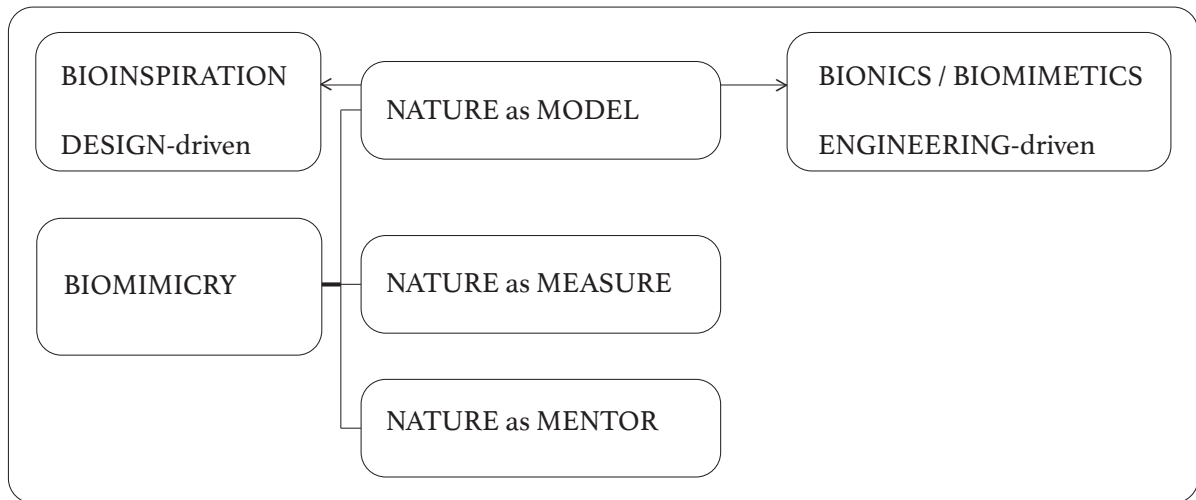 BIOINSPIRATION
DESIGN-driven
NATURE as MODEL
BIONICS / BIOMIMETICS
ENGINEERING-driven
BIOMIMICRY
NATURE as MEASURE
NATURE as MENTOR